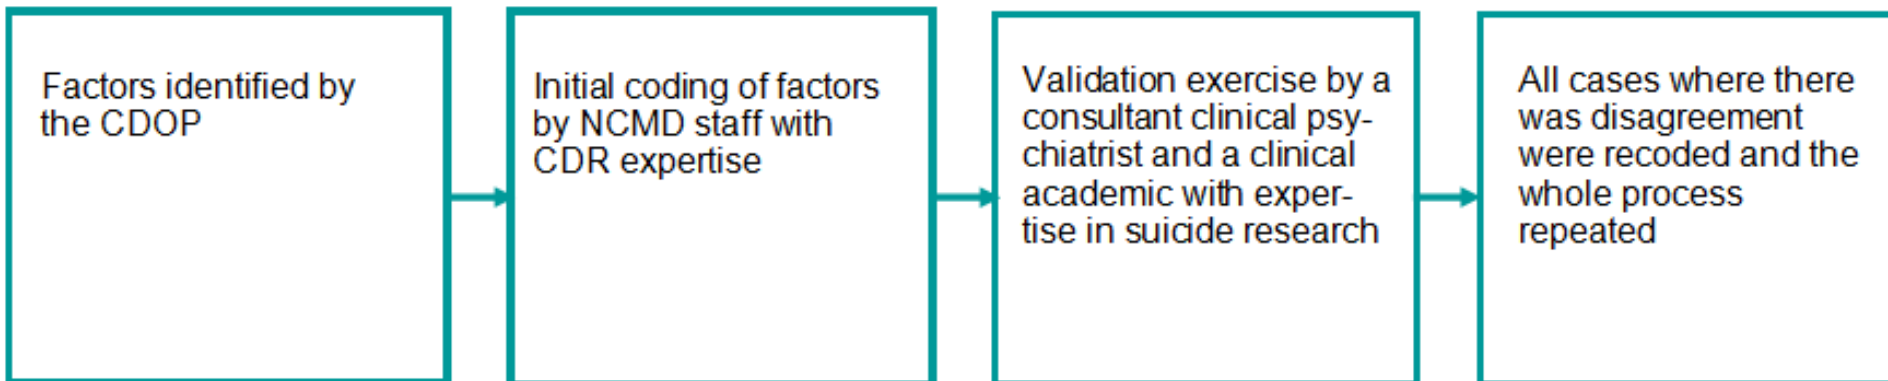 Factors identified by
the CDOP
Initial coding of factors
by NCMD staff with
CDR expertise
Validation exercise by a
consultant clinical psy-
chiatrist and a clinical
academic with exper-
tise in suicide research
All cases where there
was disagreement
were recoded and the
whole process
repeated